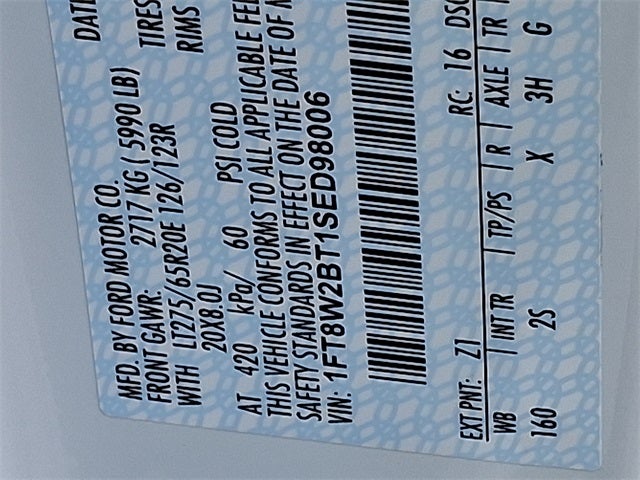 MFD. BY FORD MOTOR CO. DATE
FRONT GAWR: 2717 KG ( 5990 LB)
WITH LT275/65R20E 126/123R TIRES
20X8.0J RIMS
AT 420 kPa/ 60 PSI COLD
THIS VEHICLE CONFORMS TO ALL APPLICABLE
SAFETY STANDARDS IN EFFECT ON THE DATE OF
VIN: 1FT8W2BT1SED98006
EXT PNT: Z1 RC: 16 DSO
WB | INT TR | TP/PS | R | AXLE | TR |
160 2S X 3H G